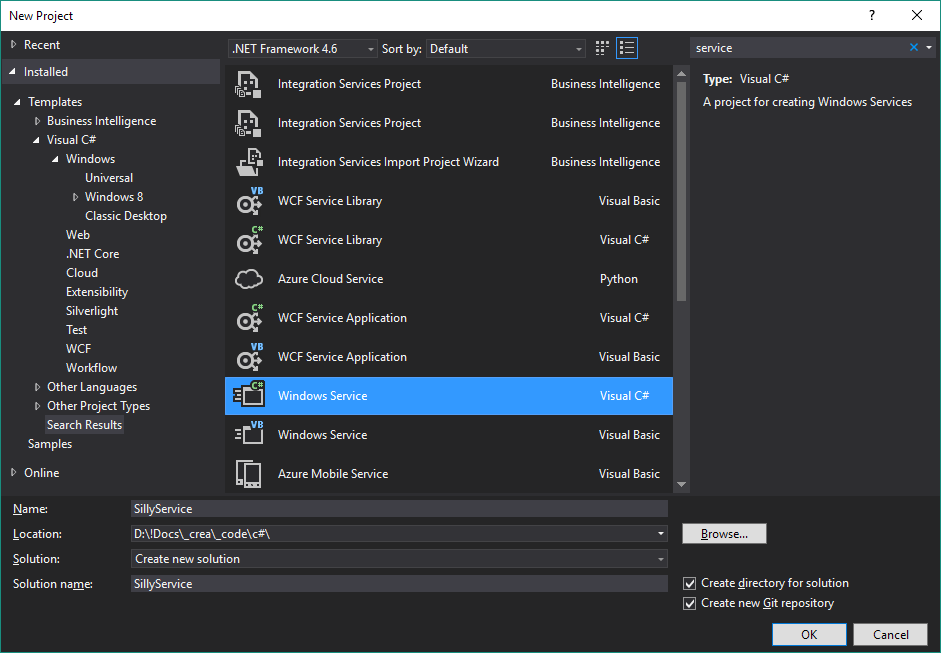 New Project
?
Recent
.NET Framework 4.6
Sort by:
Default
service
Installed
Templates
Business Intelligence
Visual C#
Windows
Universal
Windows 8
Classic Desktop
Web
.NET Core
Cloud
Extensibility
Silverlight
Test
WCF
Workflow
Other Languages
Other Project Types
Search Results
Samples
Online
Integration Services Project Business Intelligence
Integration Services Project Business Intelligence
Integration Services Import Project Wizard Business Intelligence
VB WCF Service Library Visual Basic
C# WCF Service Library Visual C#
Azure Cloud Service Python
C# WCF Service Application Visual C#
VB WCF Service Application Visual Basic
C# Windows Service Visual C#
VB Windows Service Visual Basic
Azure Mobile Service Visual Basic
Type: Visual C#
A project for creating Windows Services
Name: SillyService
Location: D:\!Docs\_crea\_code\c#\ Browse...
Solution: Create new solution
Solution name: SillyService
Create directory for solution
Create new Git repository
OK Cancel